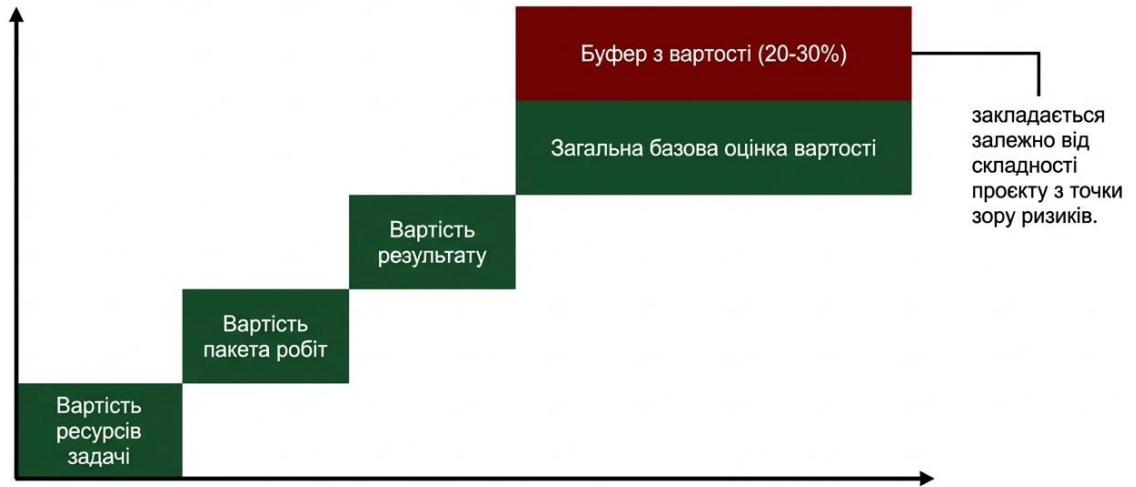 Буфер з вартості (20-30%)
закладається
залежно від
складності
проєкту з точки
зору ризиків.
Загальна базова оцінка вартості
Вартість
результату
Вартість
пакета робіт
Вартість
ресурсів
задачі